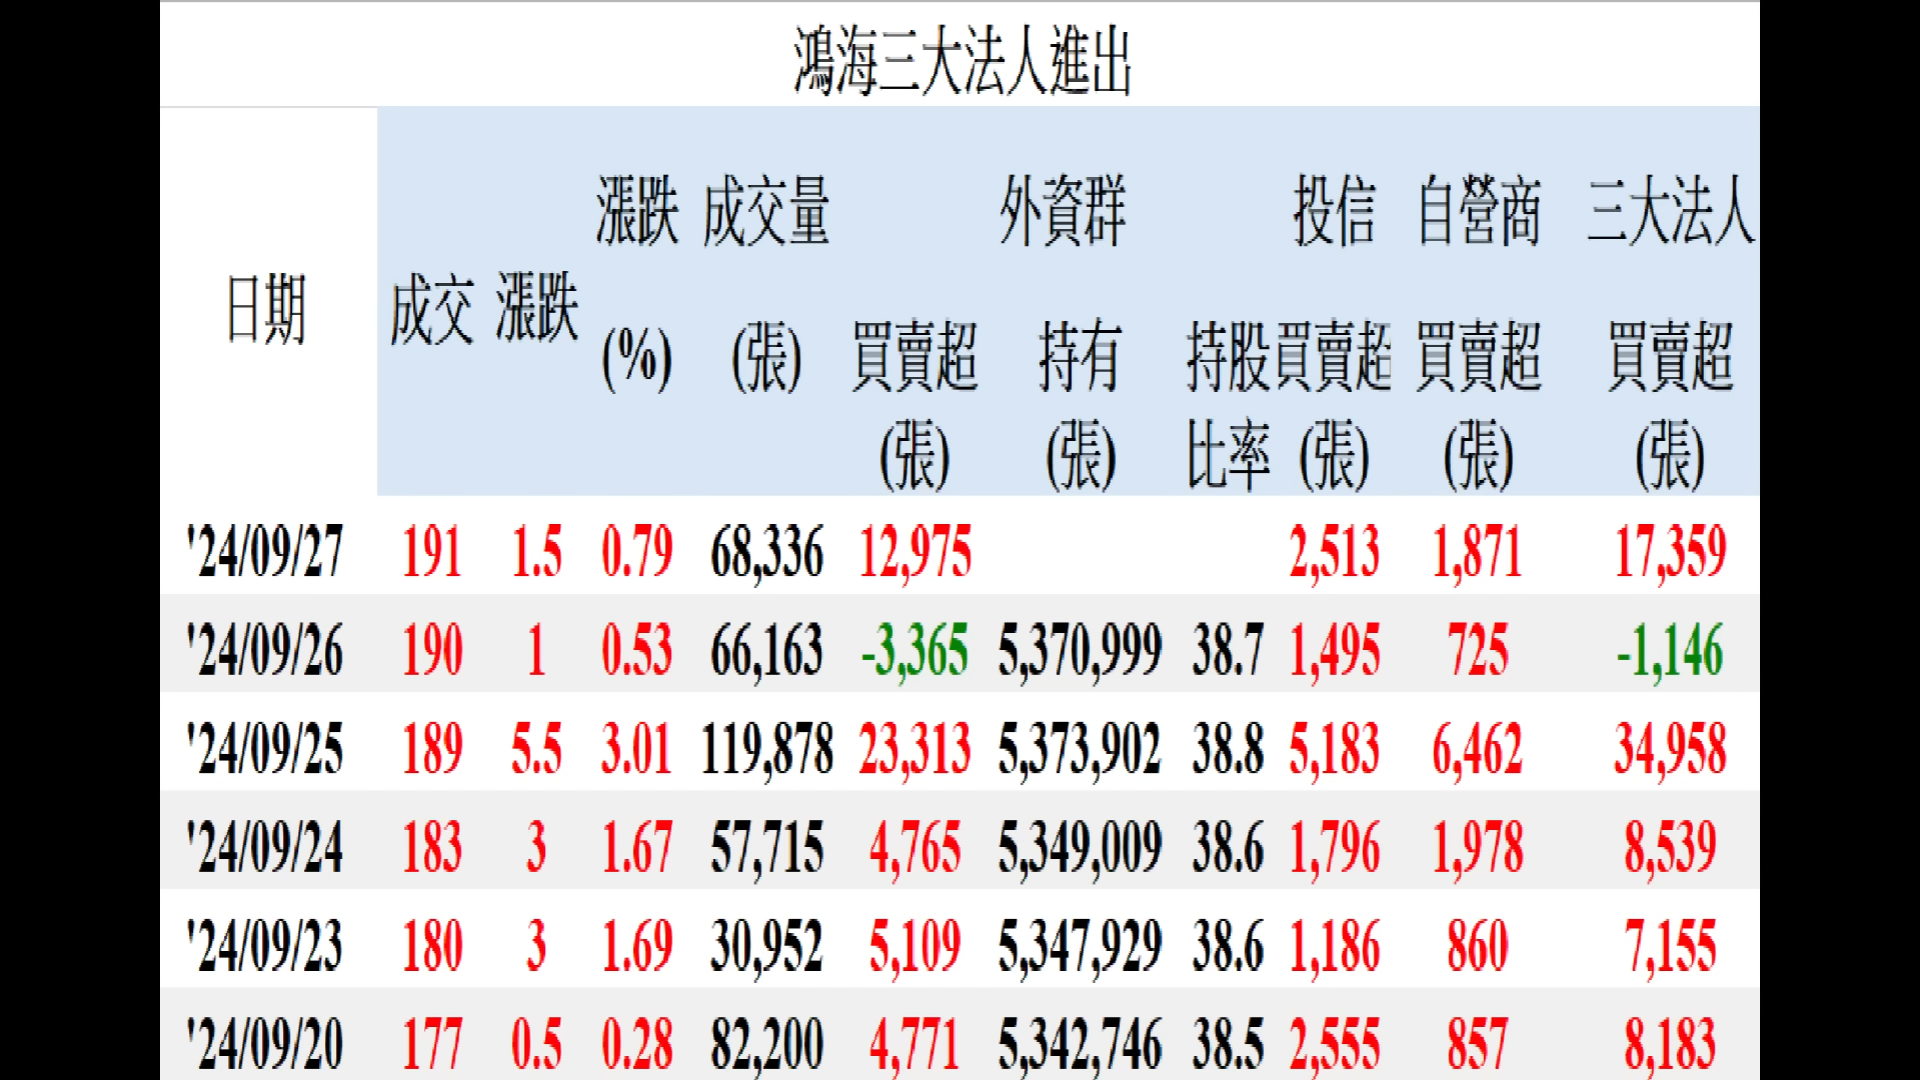 鴻海三大法人進出
日期 成交 漲跌 漲跌 (%) 成交量 (張) 外資群 買賣超 (張) 持有 (張) 持股 比率 投信 買賣超 (張) 自營商 買賣超 (張) 三大法人 買賣超 (張)
'24/09/27 191 1.5 0.79 68,336 12,975 2,513 1,871 17,359
'24/09/26 190 1 0.53 66,163 -3,365 5,370,999 38.7 1,495 725 -1,146
'24/09/25 189 5.5 3.01 119,878 23,313 5,373,902 38.8 5,183 6,462 34,958
'24/09/24 183 3 1.67 57,715 4,765 5,349,009 38.6 1,796 1,978 8,539
'24/09/23 180 3 1.69 30,952 5,109 5,347,929 38.6 1,186 860 7,155
'24/09/20 177 0.5 0.28 82,200 4,771 5,342,746 38.5 2,555 857 8,183